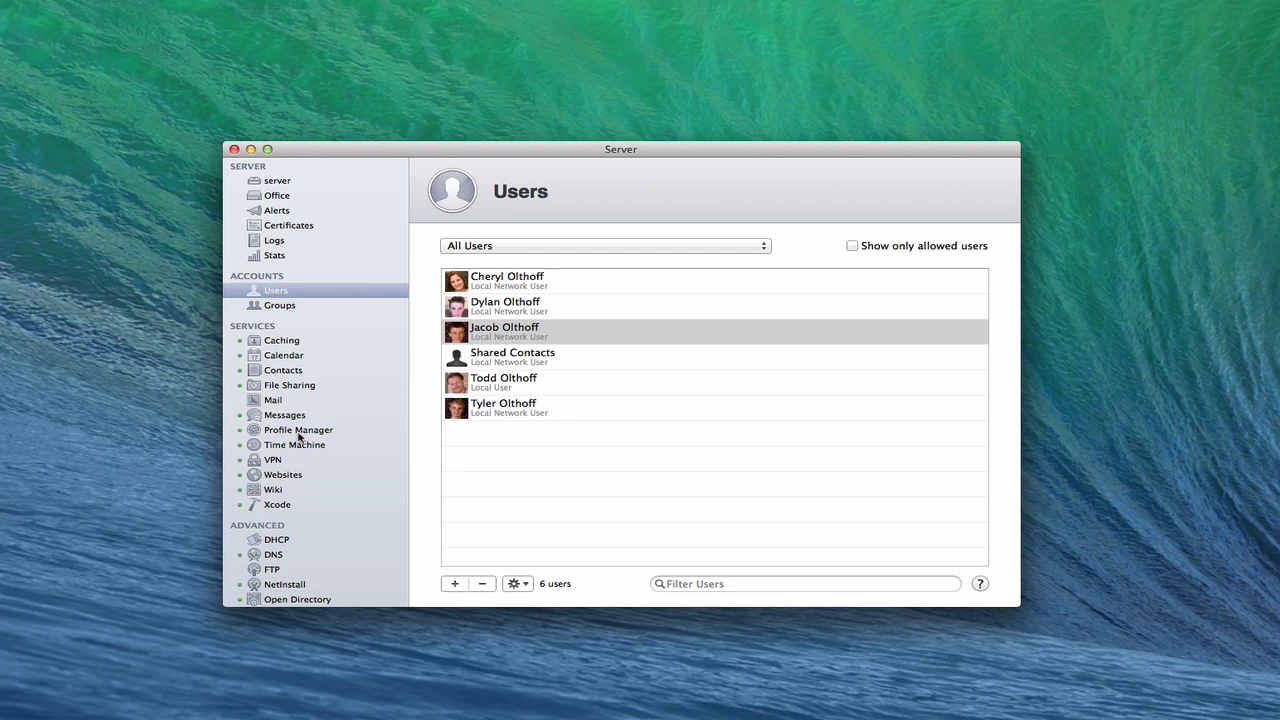 Server
SERVER
server
Office
Alerts
Certificates
Logs
Stats
ACCOUNTS
Users
Groups
SERVICES
Caching
17
Calendar
Contacts
File Sharing
Mail
Messages
Profile Manager
Time Machine
VPN
Websites
Wiki
Xcode
ADVANCED
DHCP
DNS
FTP
NetInstall
Open Directory
Users
All Users
Show only allowed users
Cheryl Olthoff
Local Network User
Dylan Olthoff
Local Network User
Jacob Olthoff
Local Network User
Shared Contacts
Local Network User
Todd Olthoff
Local User
Tyler Olthoff
Local Network User
+ −
6 users
Filter Users
?